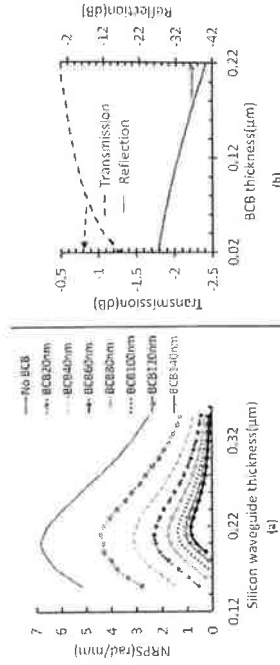 NRPS(rad/mm)
7
6
5
4
3
2
1
0
0.12
0.22
0.32
Silicon waveguide thickness(μm)
(a)
No BCB
BCB20nm
BCB40nm
BCB60nm
BCB80nm
BCB100nm
BCB120nm
BCB140nm
Transmission(dB)
-0.5
-1
-1.5
-2
-2.5
0.02
0.12
0.22
BCB thickness(μm)
(b)
Transmission
Reflection
Reflection(dB)
-2
-12
-22
-32
-42